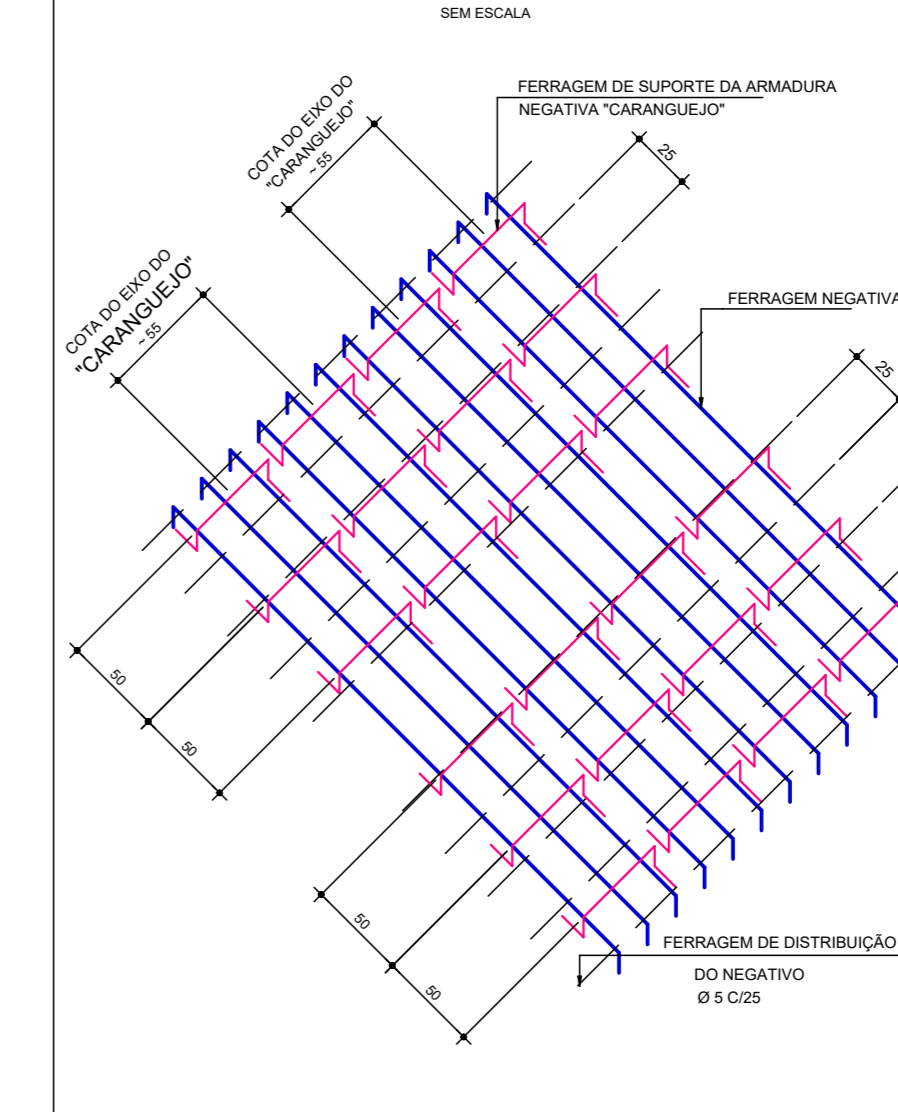 SEM ESCALA
FERRAGEM DE SUPORTE DA ARMADURA
NEGATIVA "CARANGUEJO"
COTA DO EIXO DO
"CARANGUEJO"
~55
25
COTA DO EIXO DO
"CARANGUEJO"
~55
FERRAGEM NEGATIVA
25
50
50
50
50
FERRAGEM DE DISTRIBUIÇÃO
DO NEGATIVO
Ø 5 C/25